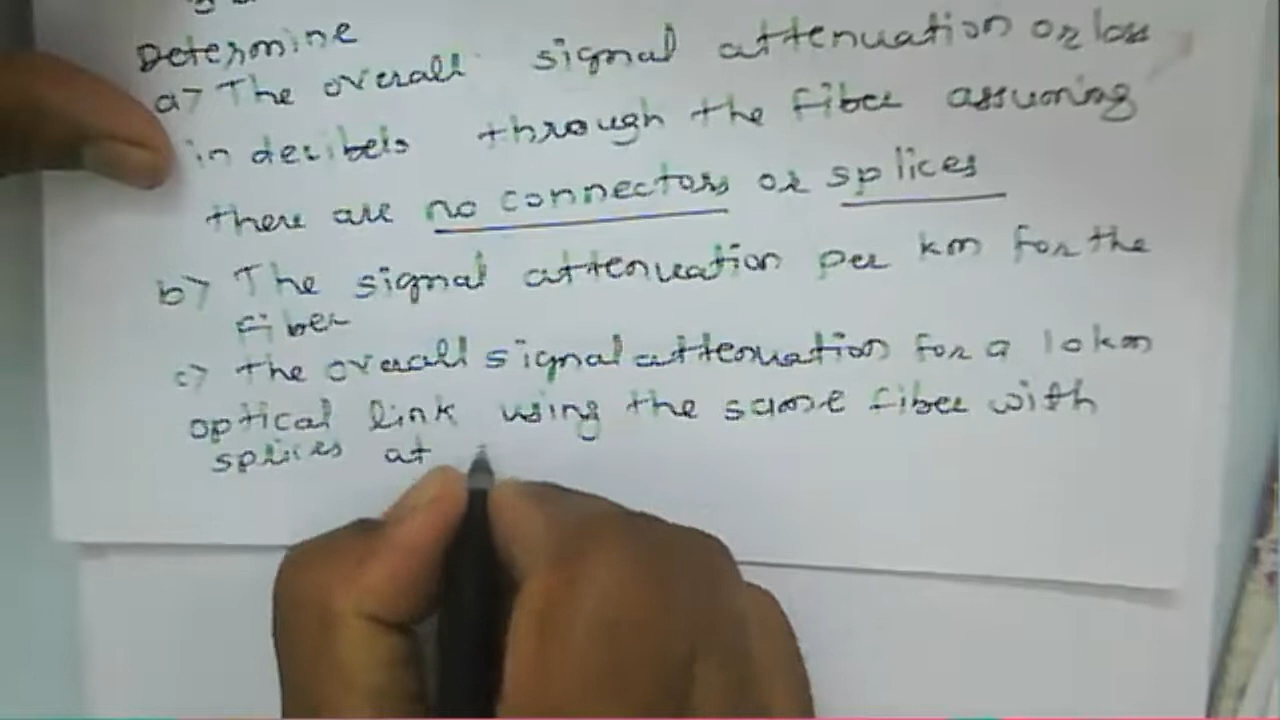 Determine
a> The overall signal attenuation or loss
in decibels through the fiber assuming
there are no connectors or splices
b> The signal attenuation per km for the
fiber
c> the overall signal attenuation for a 10km
optical link using the same fiber with
splices at